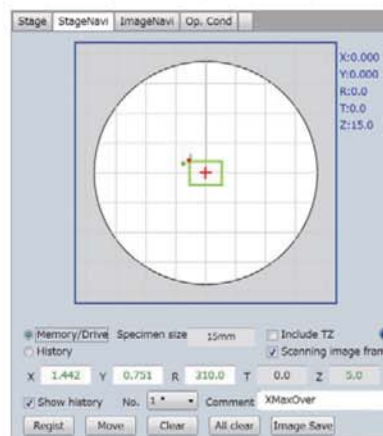 Stage StageNavi ImageNavi Op. Cond
X:0.000
Y:0.000
R:0.0
T:0.0
Z:15.0
Memory/Drive Specimen size 15mm Include TZ
History Scanning image fram
X 1.442 Y 0.751 R 310.0 T 0.0 Z 5.0
Show history No. 1 * Comment XMaxOver
Regist Move Clear All clear Image Save